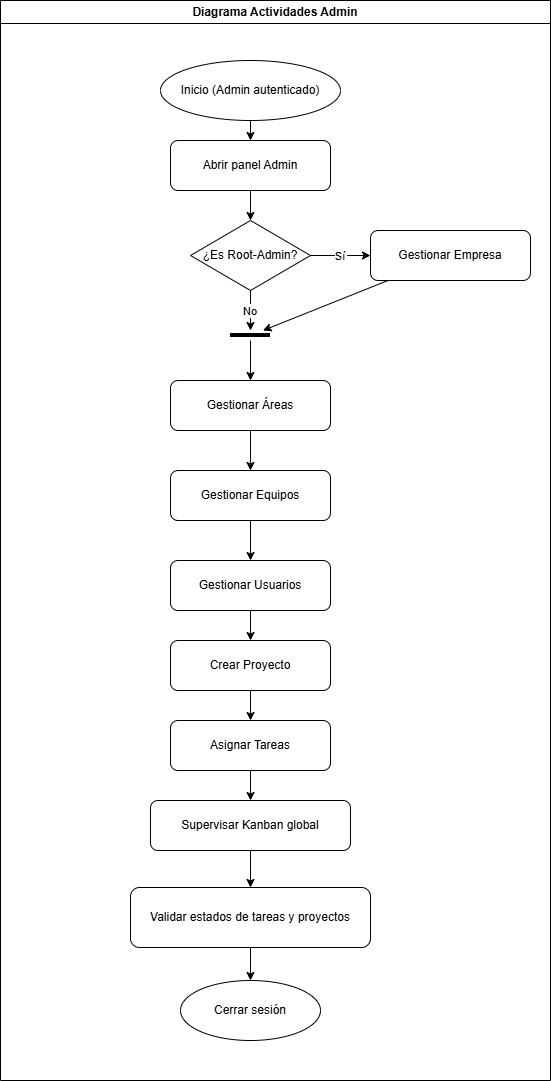 Diagrama Actividades Admin
Inicio (Admin autenticado)
Abrir panel Admin
¿Es Root-Admin?
Sí
Gestionar Empresa
No
Gestionar Áreas
Gestionar Equipos
Gestionar Usuarios
Crear Proyecto
Asignar Tareas
Supervisar Kanban global
Validar estados de tareas y proyectos
Cerrar sesión